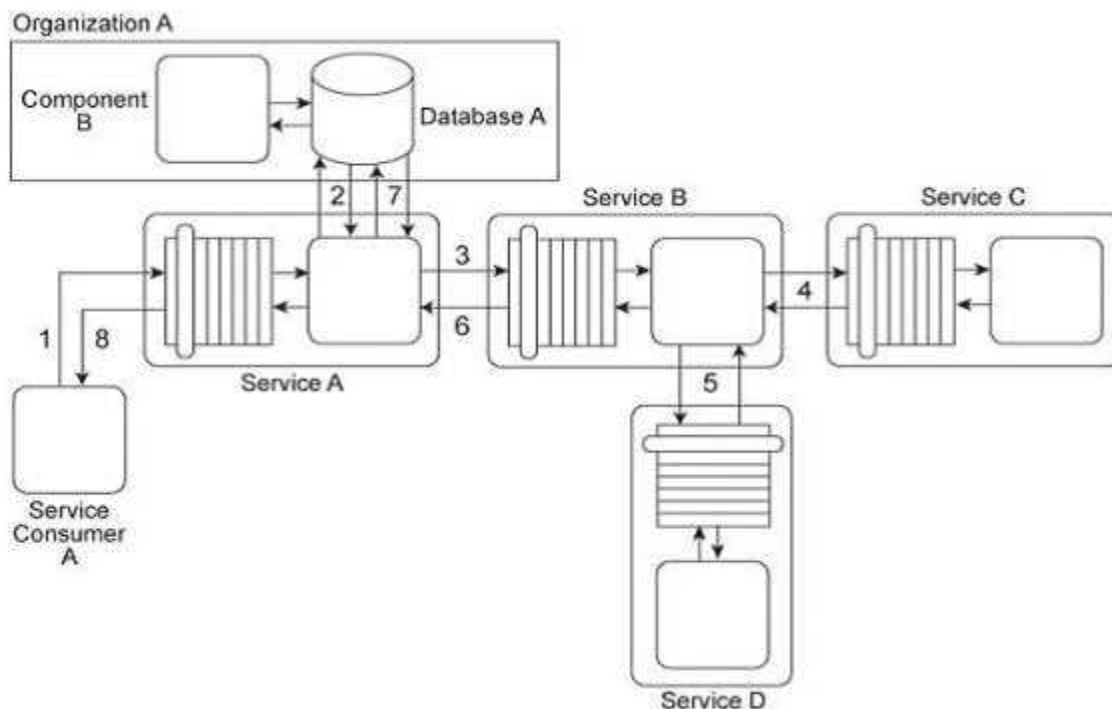 Organization A
Component
B
Database A
2
7
Service B
Service C
3
4
6
1
8
Service A
5
Service
Consumer
A
Service D